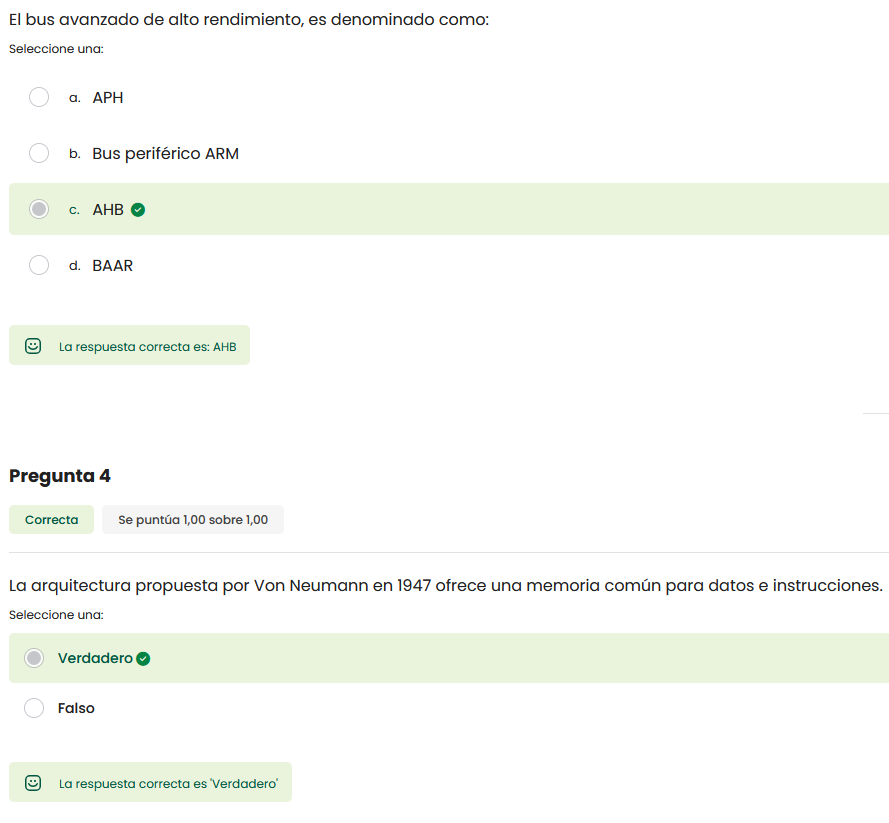 El bus avanzado de alto rendimiento, es denominado como:
Seleccione una:
a. APH
b. Bus periférico ARM
c. AHB
d. BAAR
La respuesta correcta es: AHB
Pregunta 4
Correcta
Se puntúa 1,00 sobre 1,00
La arquitectura propuesta por Von Neumann en 1947 ofrece una memoria común para datos e instrucciones.
Seleccione una:
Verdadero
Falso
La respuesta correcta es 'Verdadero'